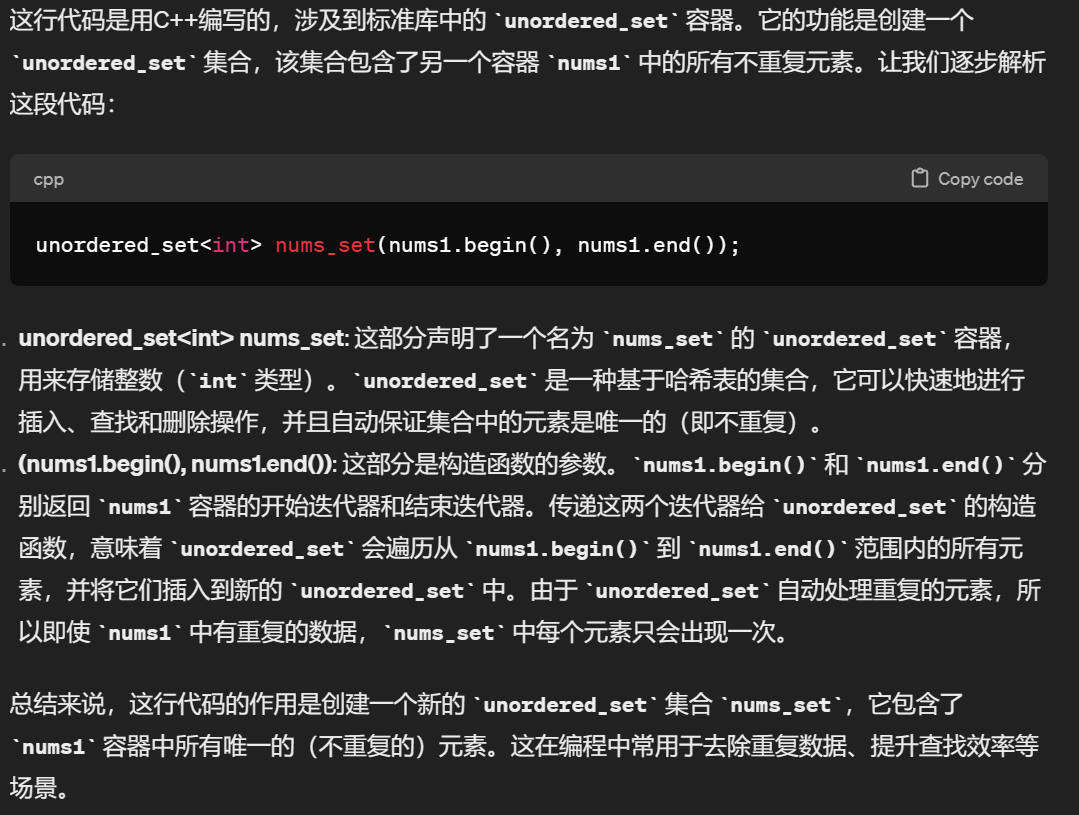 这行代码是用C++编写的，涉及到标准库中的 `unordered_set` 容器。它的功能是创建一个
`unordered_set` 集合，该集合包含了另一个容器 `nums1` 中的所有不重复元素。让我们逐步解析
这段代码：
cpp
Copy code
unordered_set<int> nums_set(nums1.begin(), nums1.end());
. unordered_set<int> nums_set: 这部分声明了一个名为 `nums_set` 的 `unordered_set` 容器，
用来存储整数（`int` 类型）。`unordered_set` 是一种基于哈希表的集合，它可以快速地进行
插入、查找和删除操作，并且自动保证集合中的元素是唯一的（即不重复）。
. (nums1.begin(), nums1.end()): 这部分是构造函数的参数。`nums1.begin()` 和 `nums1.end()` 分
别返回 `nums1` 容器的开始迭代器和结束迭代器。传递这两个迭代器给 `unordered_set` 的构造
函数，意味着 `unordered_set` 会遍历从 `nums1.begin()` 到 `nums1.end()` 范围内的所有元
素，并将它们插入到新的 `unordered_set` 中。由于 `unordered_set` 自动处理重复的元素，所
以即使 `nums1` 中有重复的数据，`nums_set` 中每个元素只会出现一次。
总结来说，这行代码的作用是创建一个新的 `unordered_set` 集合 `nums_set`，它包含了
`nums1` 容器中所有唯一的（不重复的）元素。这在编程中常用于去除重复数据、提升查找效率等
场景。